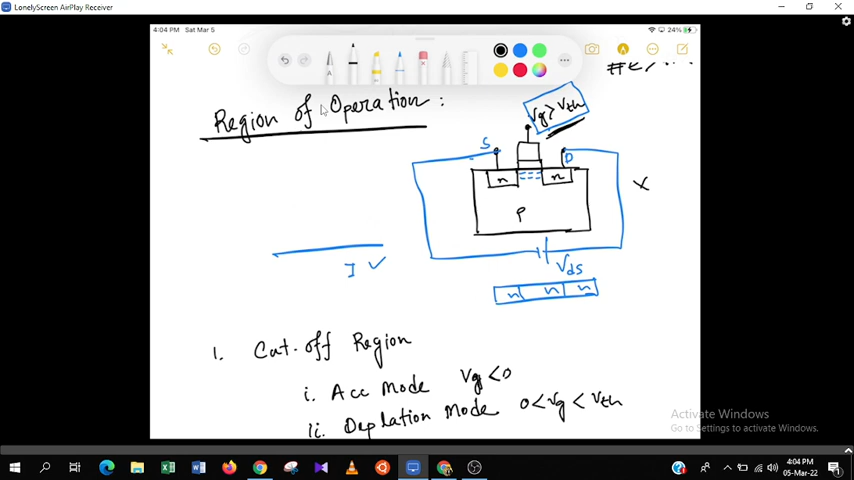 LonelyScreen AirPlay Receiver
4:04 PM Sat Mar 5
24%
Region of Operation :
Vg > Vth
S
D
n
n
P
X
I ✓
Vds
n n n
1. Cut-off Region
i. Acc Mode Vg < 0
ii. Deplation Mode 0 < Vg < Vth
Activate Windows
Go to Settings to activate Windows.
4:04 PM
05-Mar-22